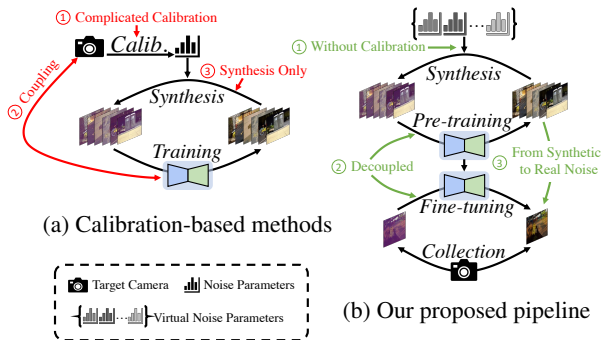 ① Complicated Calibration
Calib.
③ Synthesis Only
Synthesis
② Coupling
Training
(a) Calibration-based methods
Target Camera
Noise Parameters
{ ... } Virtual Noise Parameters
{ ... }
① Without Calibration
Synthesis
Pre-training
② Decoupled
③ From Synthetic
to Real Noise
Fine-tuning
Collection
(b) Our proposed pipeline